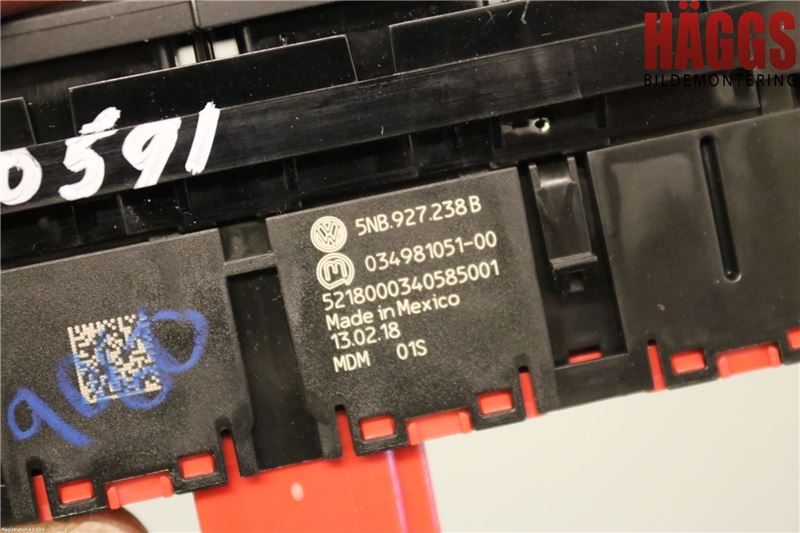 HÄGGS
BILDEMONTERING
0591
5NB.927.238 B
034981051-00
5218000340585001
Made in Mexico
13.02.18
MDM 01S